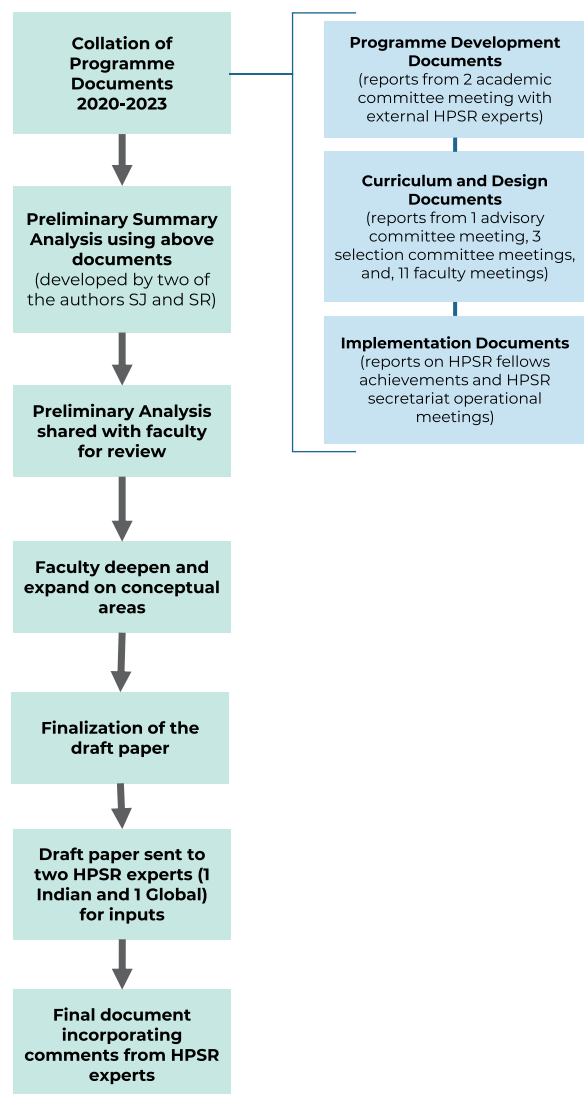 Collation of
Programme
Documents
2020-2023
Programme Development
Documents
(reports from 2 academic
committee meeting with
external HPSR experts)
Curriculum and Design
Documents
(reports from 1 advisory
committee meeting, 3
selection committee meetings,
and, 11 faculty meetings)
Implementation Documents
(reports on HPSR fellows
achievements and HPSR
secretariat operational
meetings)
Preliminary Summary
Analysis using above
documents
(developed by two of
the authors SJ and SR)
Preliminary Analysis
shared with faculty
for review
Faculty deepen and
expand on conceptual
areas
Finalization of the
draft paper
Draft paper sent to
two HPSR experts (1
Indian and 1 Global)
for inputs
Final document
incorporating
comments from HPSR
experts